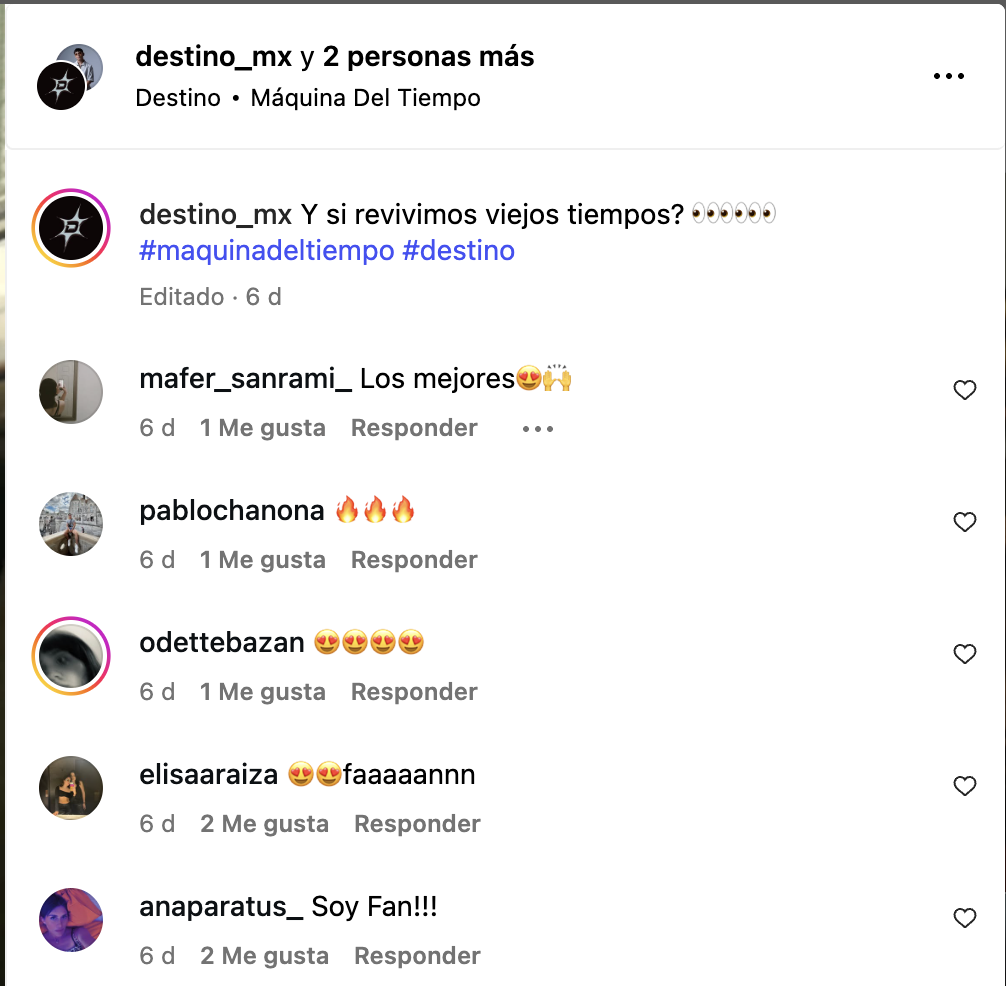 destino_mx y 2 personas más
Destino • Máquina Del Tiempo
destino_mx Y si revivimos viejos tiempos? 👀👀👀
#maquinadeltiempo #destino
Editado · 6 d
mafer_sanrami_ Los mejores😍🙌
6 d 1 Me gusta Responder
pablochanona 🔥🔥🔥
6 d 1 Me gusta Responder
odettebazan 😍😍😍😍
6 d 1 Me gusta Responder
elisaaraiza 😍😍faaaaannn
6 d 2 Me gusta Responder
anaparatus_ Soy Fan!!!
6 d 2 Me gusta Responder